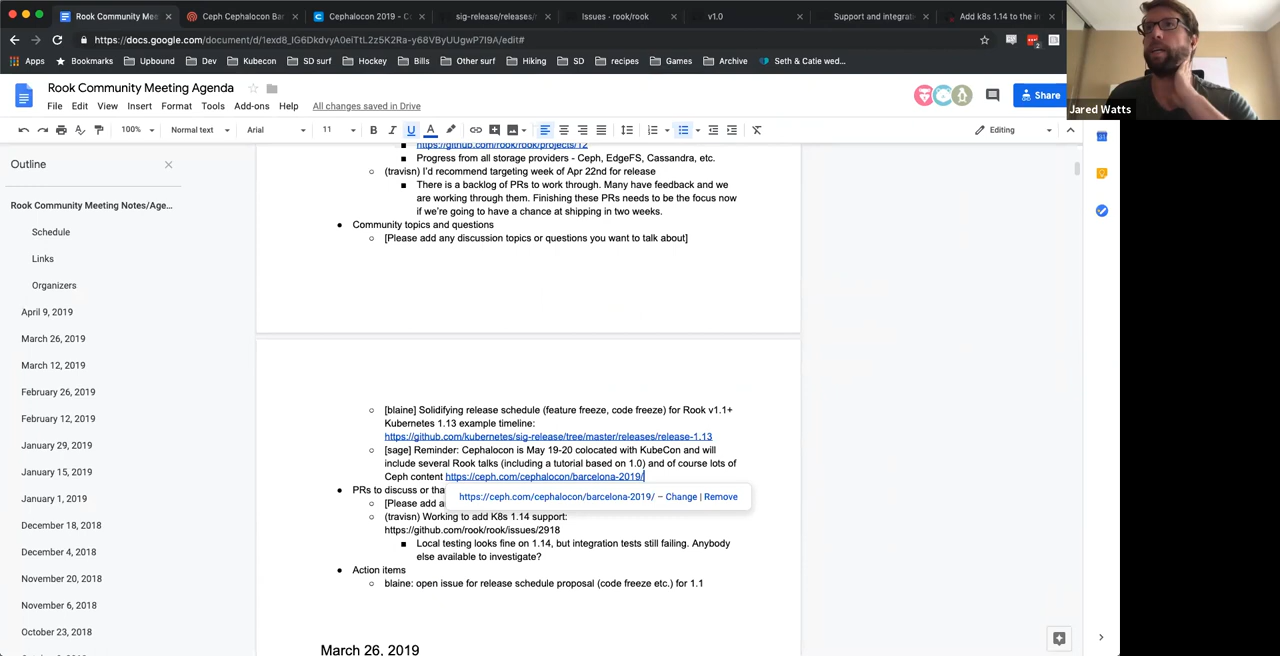 Rook Community Mee
Ceph Cephalocon Bar
Cephalocon 2019 - C
sig-release/releases/r
Issues · rook/rook
v1.0
Support and integrat
Add k8s 1.14 to the in
https://docs.google.com/document/d/1exd8_IG6DkdvyA0eiTtL2z5K2Ra-y68VByUUgwP7I9A/edit#
Apps
Bookmarks
Upbound
Dev
Kubecon
SD surf
Hockey
Bills
Other surf
Hiking
SD
recipes
Games
Archive
Seth & Catie wed...
Jared Watts
Rook Community Meeting Agenda
File Edit View Insert Format Tools Add-ons Help All changes saved in Drive
Share
100% Normal text Arial 11 B I U A Editing
Outline
Rook Community Meeting Notes/Age...
Schedule
Links
Organizers
April 9, 2019
March 26, 2019
March 12, 2019
February 26, 2019
February 12, 2019
January 29, 2019
January 15, 2019
January 1, 2019
December 18, 2018
December 4, 2018
November 20, 2018
November 6, 2018
October 23, 2018
https://github.com/rook/rook/projects/12
Progress from all storage providers - Ceph, EdgeFS, Cassandra, etc.
(travisn) I'd recommend targeting week of Apr 22nd for release
There is a backlog of PRs to work through. Many have feedback and we
are working through them. Finishing these PRs needs to be the focus now
if we're going to have a chance at shipping in two weeks.
Community topics and questions
[Please add any discussion topics or questions you want to talk about]
[blaine] Solidifying release schedule (feature freeze, code freeze) for Rook v1.1+
Kubernetes 1.13 example timeline:
https://github.com/kubernetes/sig-release/tree/master/releases/release-1.13
[sage] Reminder: Cephalocon is May 19-20 colocated with KubeCon and will
include several Rook talks (including a tutorial based on 1.0) and of course lots of
Ceph content https://ceph.com/cephalocon/barcelona-2019/
PRs to discuss or tha
https://ceph.com/cephalocon/barcelona-2019/ – Change | Remove
[Please add a
(travisn) Working to add K8s 1.14 support:
https://github.com/rook/rook/issues/2918
Local testing looks fine on 1.14, but integration tests still failing. Anybody
else available to investigate?
Action items
blaine: open issue for release schedule proposal (code freeze etc.) for 1.1
March 26, 2019